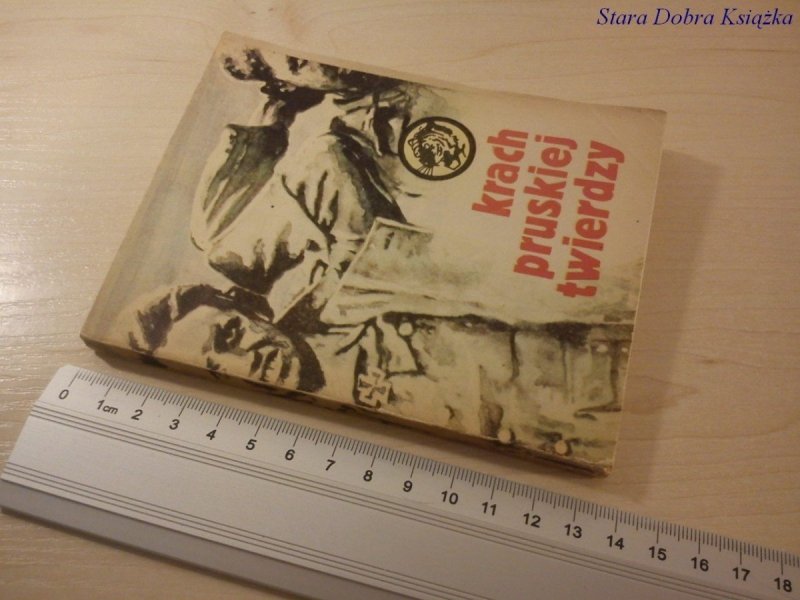 Stara Dobra Książka
krach
pruskiej
twierdzy
0 1cm 2 3 4 5 6 7 8 9 10 11 12 13 14 15 16 17 18